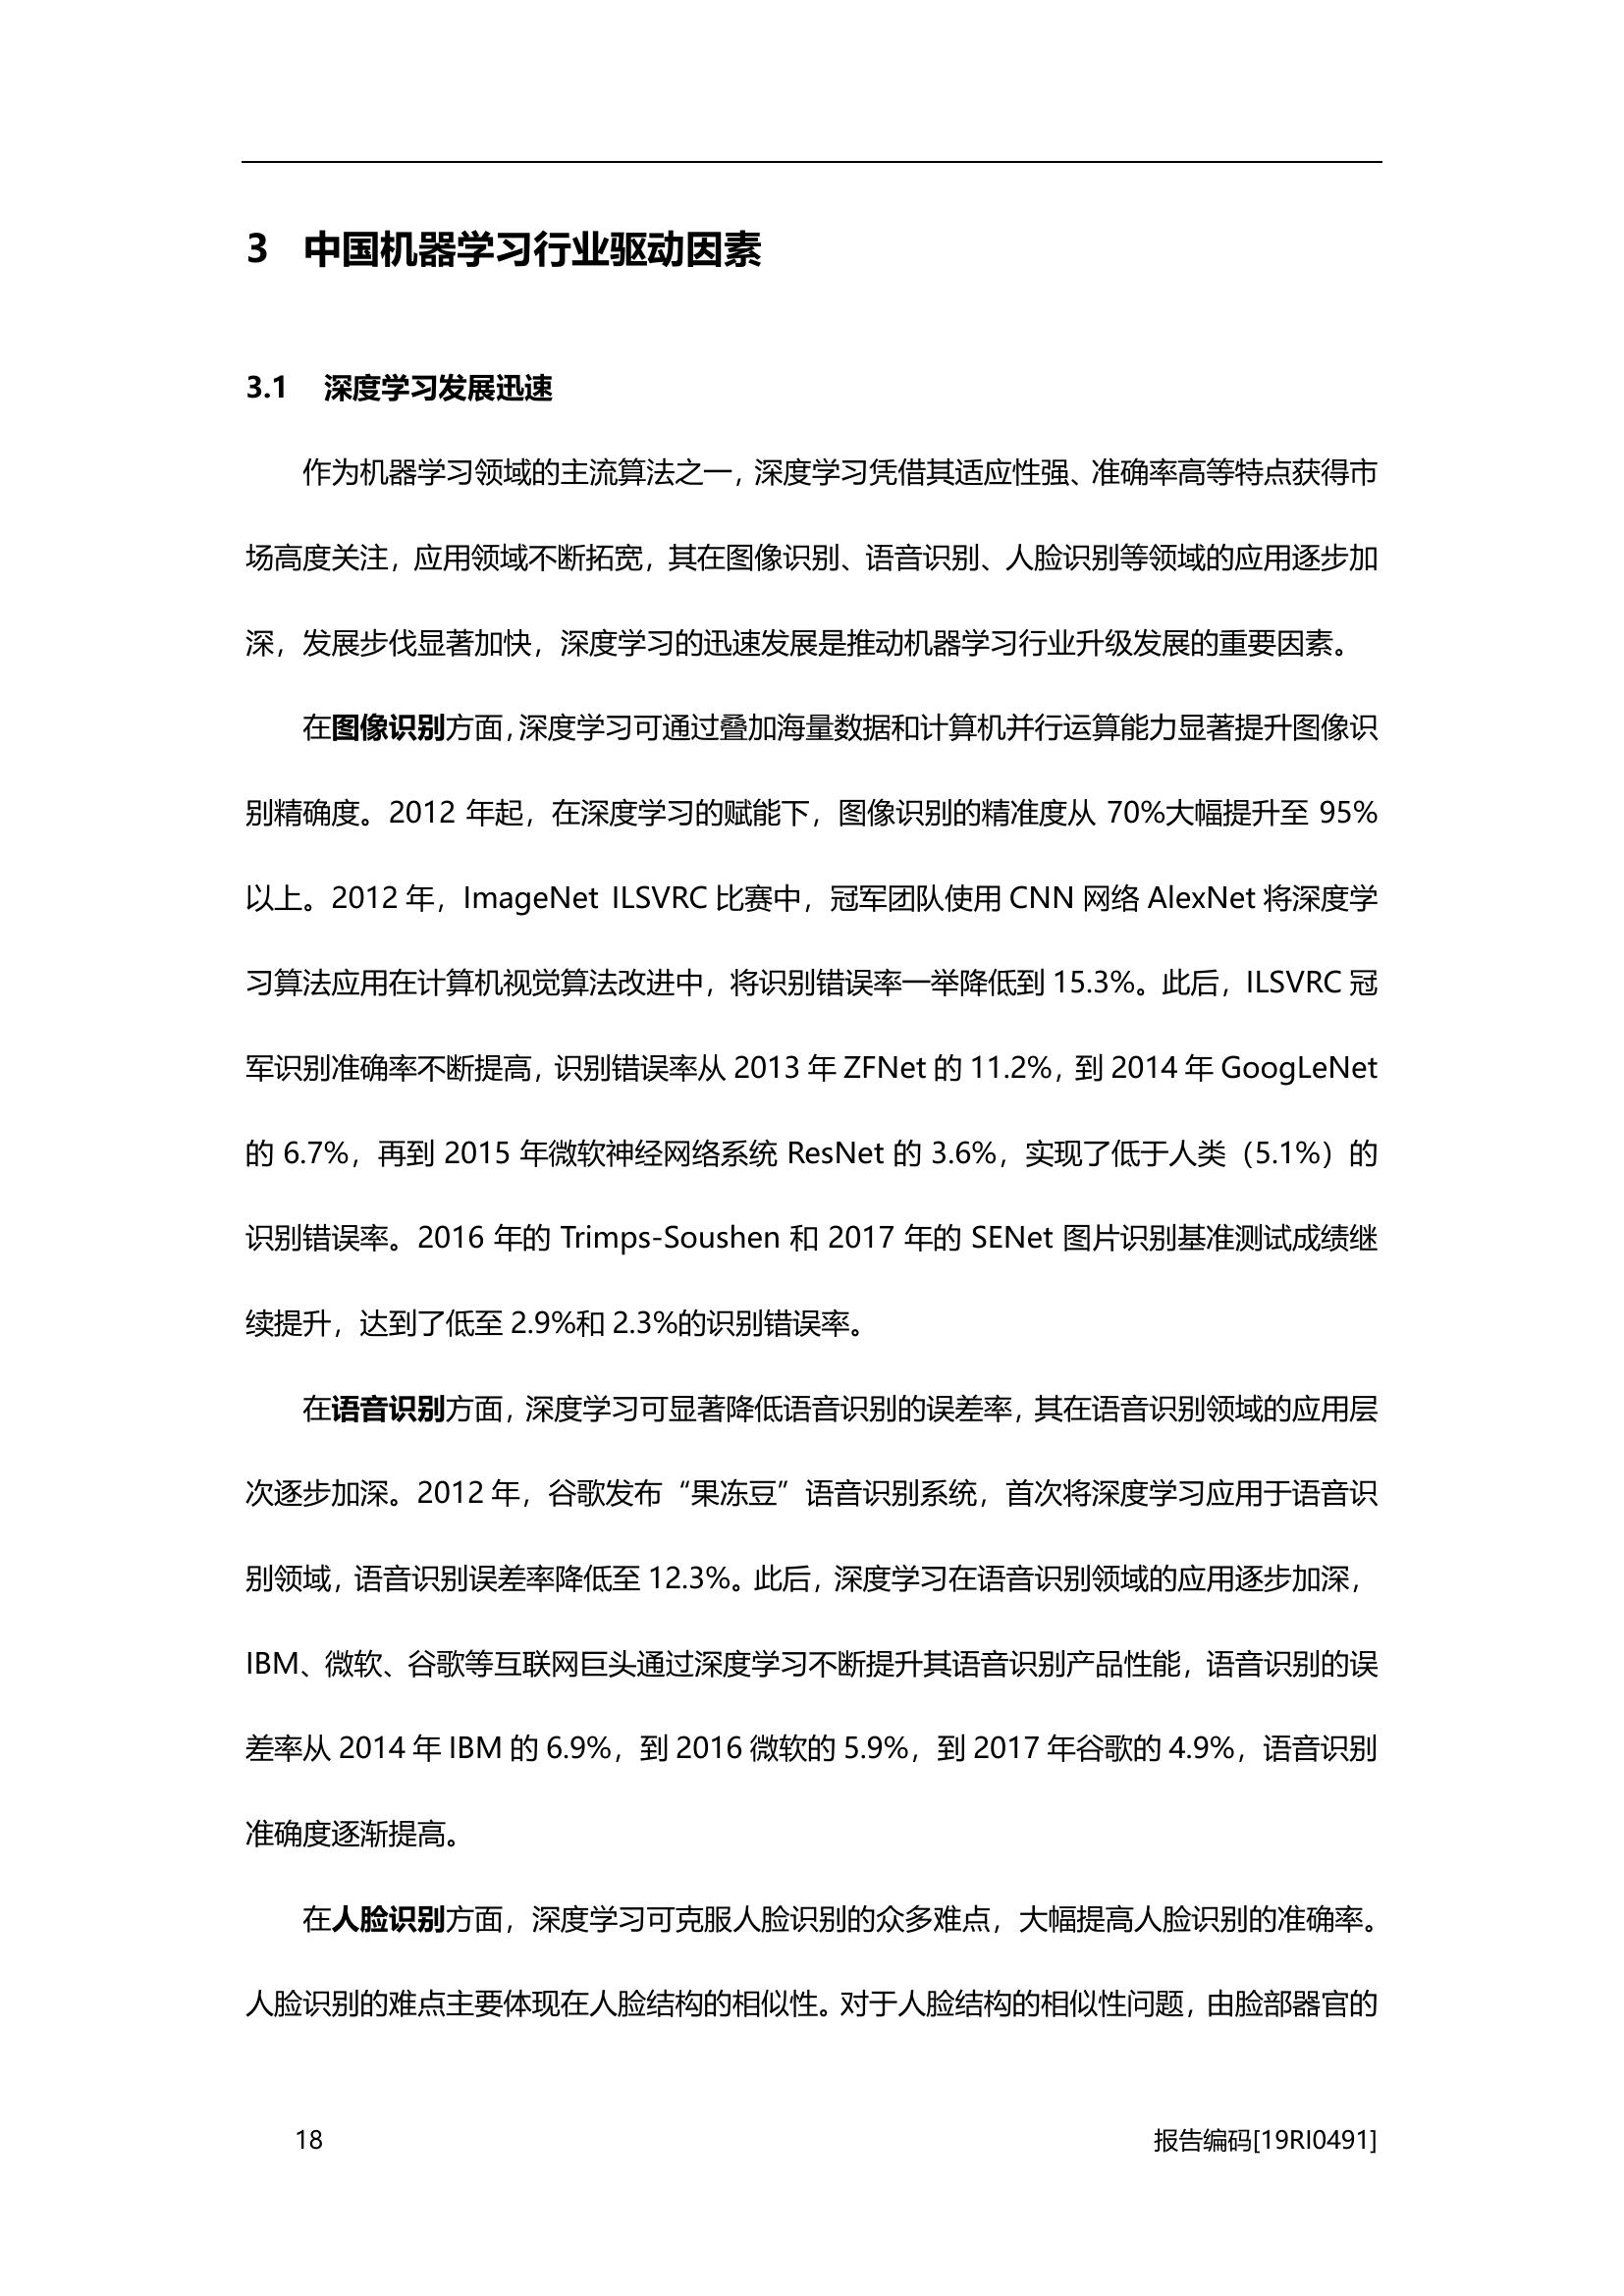 3 中国机器学习行业驱动因素
3.1 深度学习发展迅速
作为机器学习领域的主流算法之一，深度学习凭借其适应性强、准确率高等特点获得市
场高度关注，应用领域不断拓宽，其在图像识别、语音识别、人脸识别等领域的应用逐步加
深，发展步伐显著加快，深度学习的迅速发展是推动机器学习行业升级发展的重要因素。
在图像识别方面，深度学习可通过叠加海量数据和计算机并行运算能力显著提升图像识
别精确度。2012 年起，在深度学习的赋能下，图像识别的精准度从 70%大幅提升至 95%
以上。2012 年，ImageNet ILSVRC 比赛中，冠军团队使用 CNN 网络 AlexNet 将深度学
习算法应用在计算机视觉算法改进中，将识别错误率一举降低到 15.3%。此后，ILSVRC 冠
军识别准确率不断提高，识别错误率从 2013 年 ZFNet 的 11.2%，到 2014 年 GoogLeNet
的 6.7%，再到 2015 年微软神经网络系统 ResNet 的 3.6%，实现了低于人类（5.1%）的
识别错误率。2016 年的 Trimps-Soushen 和 2017 年的 SENet 图片识别基准测试成绩继
续提升，达到了低至 2.9%和 2.3%的识别错误率。
在语音识别方面，深度学习可显著降低语音识别的误差率，其在语音识别领域的应用层
次逐步加深。2012 年，谷歌发布“果冻豆”语音识别系统，首次将深度学习应用于语音识
别领域，语音识别误差率降低至 12.3%。此后，深度学习在语音识别领域的应用逐步加深，
IBM、微软、谷歌等互联网巨头通过深度学习不断提升其语音识别产品性能，语音识别的误
差率从 2014 年 IBM 的 6.9%，到 2016 微软的 5.9%，到 2017 年谷歌的 4.9%，语音识别
准确度逐渐提高。
在人脸识别方面，深度学习可克服人脸识别的众多难点，大幅提高人脸识别的准确率。
人脸识别的难点主要体现在人脸结构的相似性。对于人脸结构的相似性问题，由脸部器官的
18 报告编码[19RI0491]